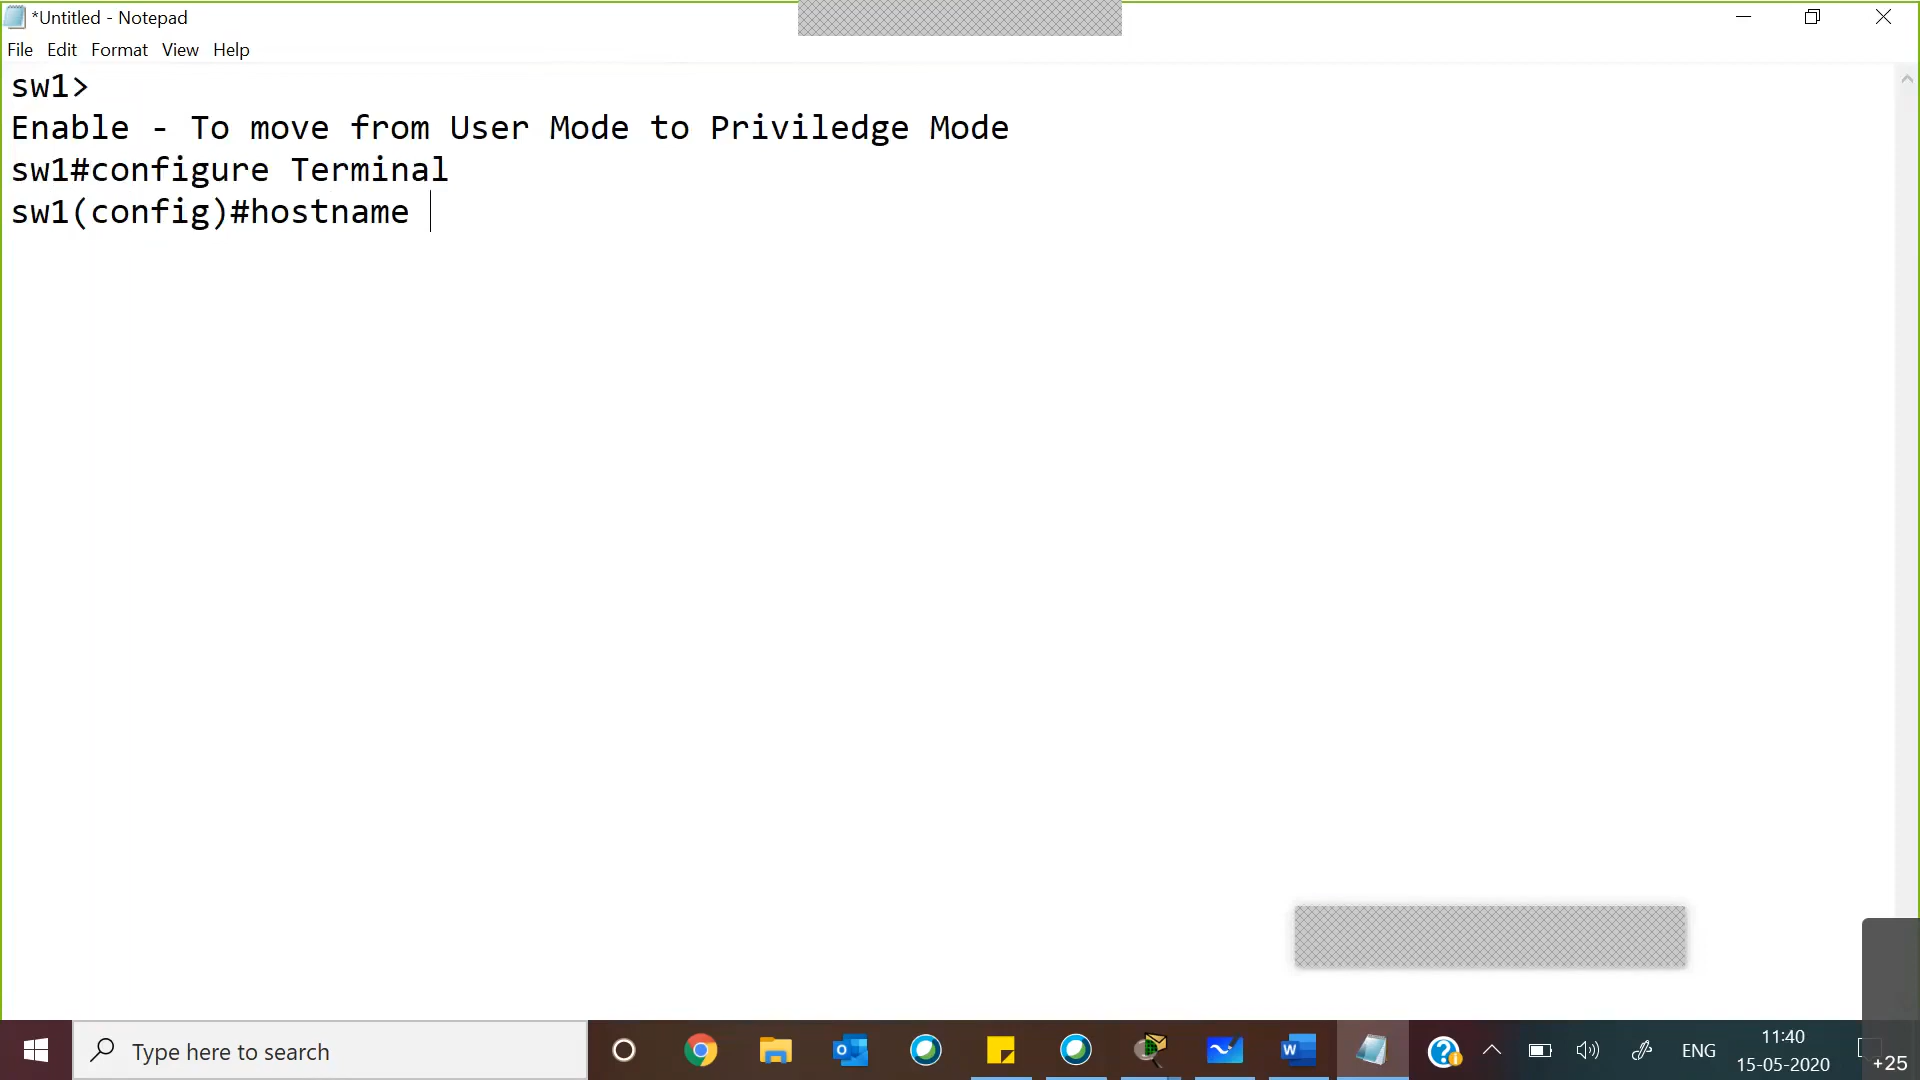 *Untitled - Notepad
File Edit Format View Help
sw1>
Enable - To move from User Mode to Priviledge Mode
sw1#configure Terminal
sw1(config)#hostname
Type here to search
ENG
11:40
15-05-2020
+25